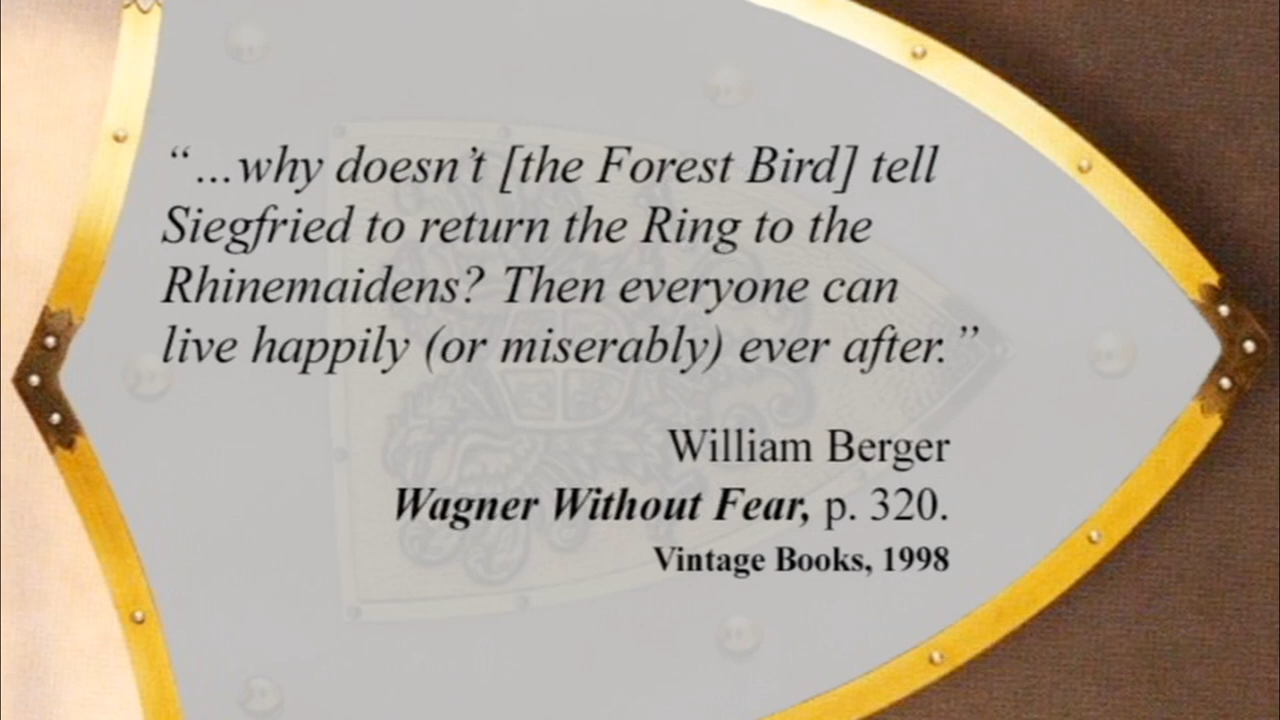 “...why doesn’t [the Forest Bird] tell
Siegfried to return the Ring to the
Rhinemaidens? Then everyone can
live happily (or miserably) ever after.”
William Berger
Wagner Without Fear, p. 320.
Vintage Books, 1998